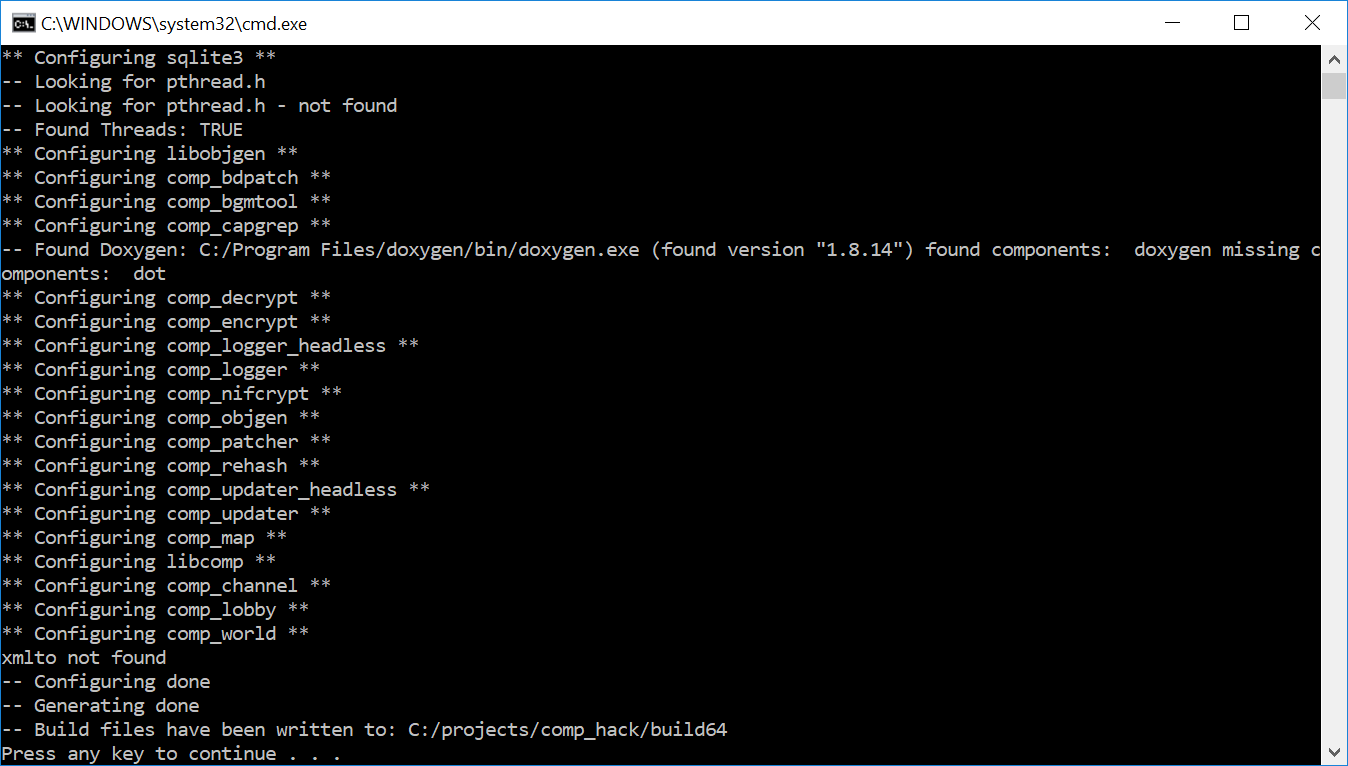 C:\WINDOWS\system32\cmd.exe
** Configuring sqlite3 **
-- Looking for pthread.h
-- Looking for pthread.h - not found
-- Found Threads: TRUE
** Configuring libobjgen **
** Configuring comp_bdpatch **
** Configuring comp_bgmtool **
** Configuring comp_capgrep **
-- Found Doxygen: C:/Program Files/doxygen/bin/doxygen.exe (found version "1.8.14") found components:  doxygen missing c
omponents:  dot
** Configuring comp_decrypt **
** Configuring comp_encrypt **
** Configuring comp_logger_headless **
** Configuring comp_logger **
** Configuring comp_nifcrypt **
** Configuring comp_objgen **
** Configuring comp_patcher **
** Configuring comp_rehash **
** Configuring comp_updater_headless **
** Configuring comp_updater **
** Configuring comp_map **
** Configuring libcomp **
** Configuring comp_channel **
** Configuring comp_lobby **
** Configuring comp_world **
xmlto not found
-- Configuring done
-- Generating done
-- Build files have been written to: C:/projects/comp_hack/build64
Press any key to continue . . .